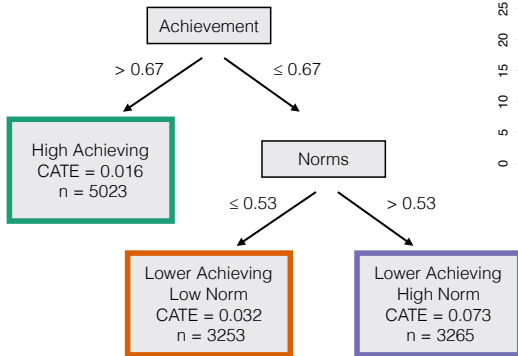 Achievement
> 0.67
≤ 0.67
High Achieving
CATE = 0.016
n = 5023
Norms
≤ 0.53
> 0.53
Lower Achieving
Low Norm
CATE = 0.032
n = 3253
Lower Achieving
High Norm
CATE = 0.073
n = 3265
25
20
15
10
5
0